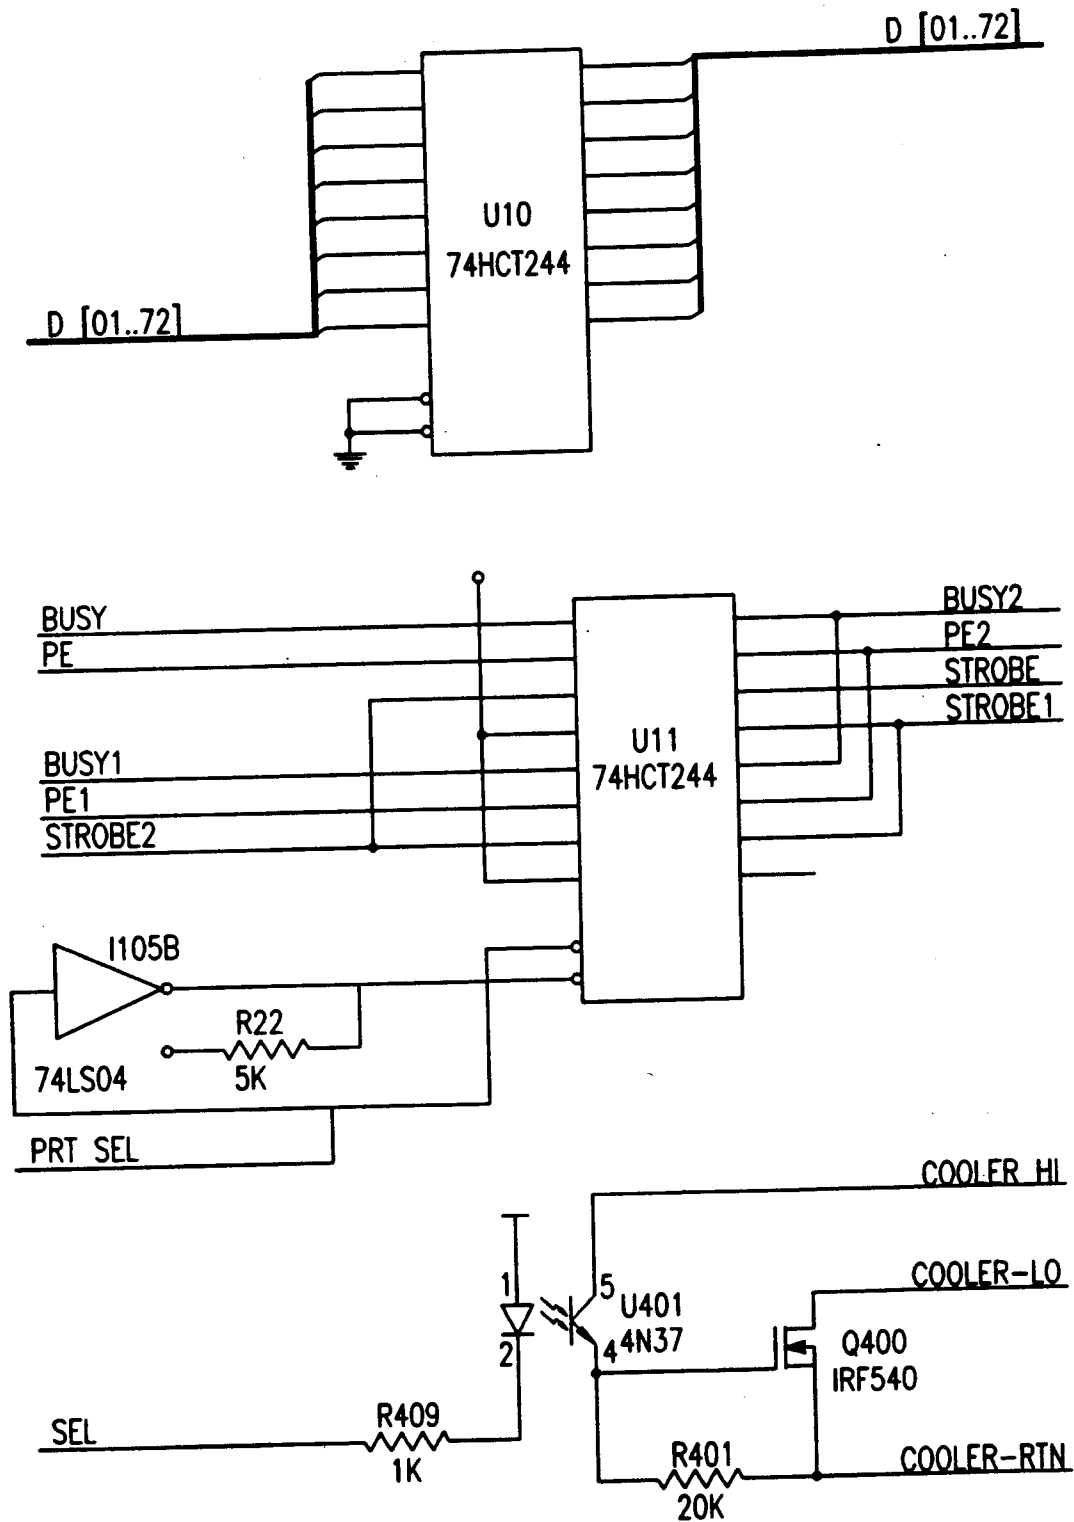 D [01..72]
U10
74HCT244
D [01..72]
BUSY
PE
BUSY1
PE1
STROBE2
U11
74HCT244
BUSY2
PE2
STROBE
STROBE1
I105B
R22
5K
74LS04
PRT SEL
COOLER HI
COOLER-LO
1
2
5
4
U401
4N37
Q400
IRF540
SEL
R409
1K
R401
20K
COOLER-RTN